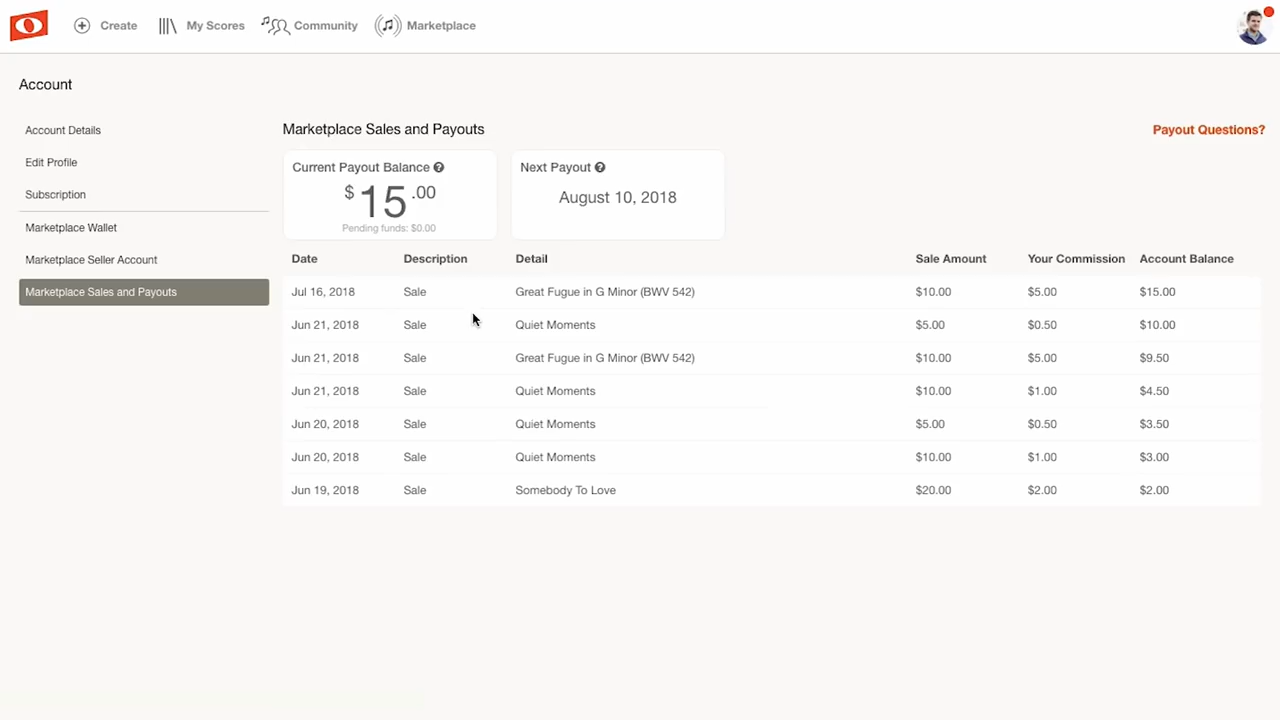 Create My Scores Community Marketplace
Account
Account Details
Edit Profile
Subscription
Marketplace Wallet
Marketplace Seller Account
Marketplace Sales and Payouts
Marketplace Sales and Payouts Payout Questions?
Current Payout Balance ?
$15.00
Pending funds: $0.00
Next Payout ?
August 10, 2018
Date Description Detail Sale Amount Your Commission Account Balance
Jul 16, 2018 Sale Great Fugue in G Minor (BWV 542) $10.00 $5.00 $15.00
Jun 21, 2018 Sale Quiet Moments $5.00 $0.50 $10.00
Jun 21, 2018 Sale Great Fugue in G Minor (BWV 542) $10.00 $5.00 $9.50
Jun 21, 2018 Sale Quiet Moments $10.00 $1.00 $4.50
Jun 20, 2018 Sale Quiet Moments $5.00 $0.50 $3.50
Jun 20, 2018 Sale Quiet Moments $10.00 $1.00 $3.00
Jun 19, 2018 Sale Somebody To Love $20.00 $2.00 $2.00